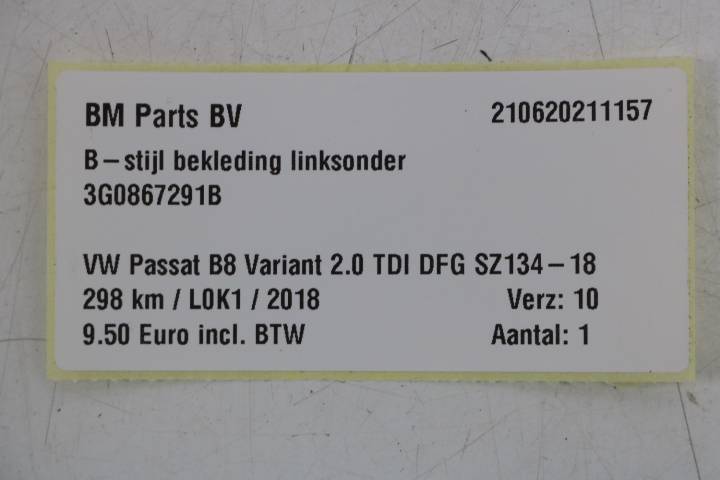 BM Parts BV 210620211157
B-stijl bekleding linksonder
3G0867291B
VW Passat B8 Variant 2.0 TDI DFG SZ134-18
298 km / L0K1 / 2018 Verz: 10
9.50 Euro incl. BTW Aantal: 1